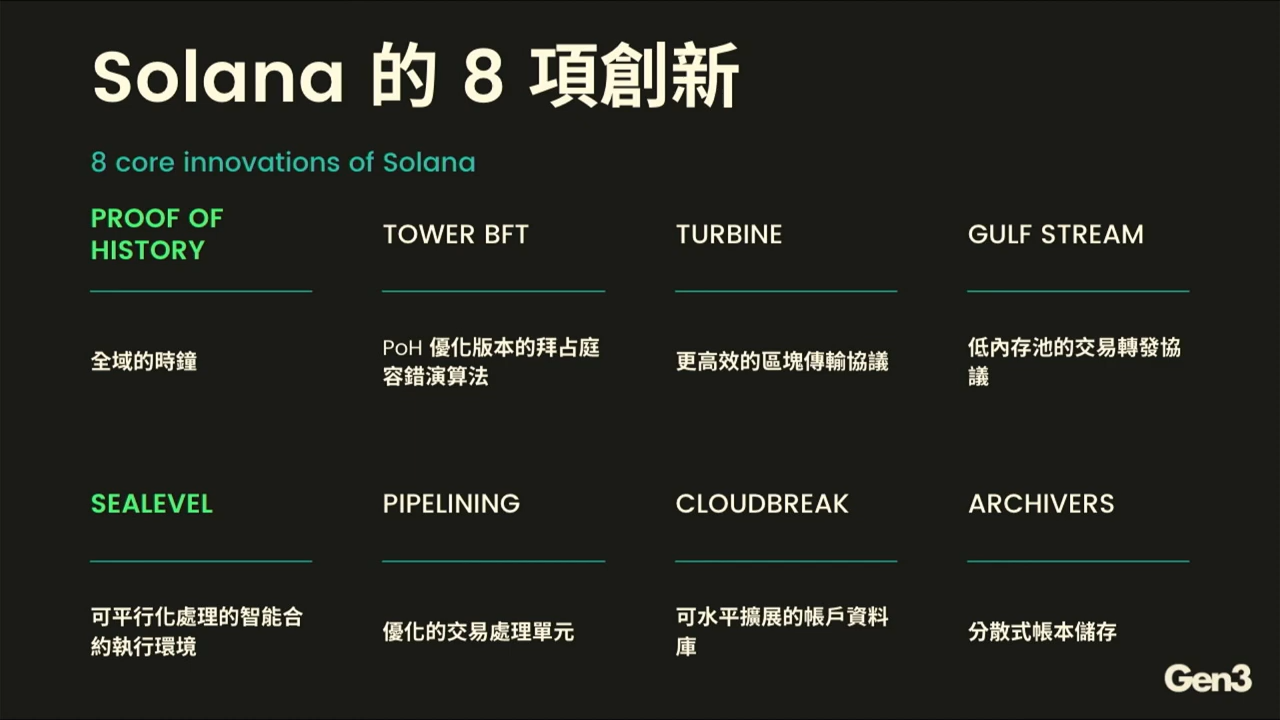 Solana 的 8 項創新
8 core innovations of Solana
PROOF OF
HISTORY
全域的時鐘
TOWER BFT
PoH 優化版本的拜占庭
容錯演算法
TURBINE
更高效的區塊傳輸協議
GULF STREAM
低內存池的交易轉發協
議
SEALEVEL
可平行化處理的智能合
約執行環境
PIPELINING
優化的交易處理單元
CLOUDBREAK
可水平擴展的帳戶資料
庫
ARCHIVERS
分散式帳本儲存
Gen3